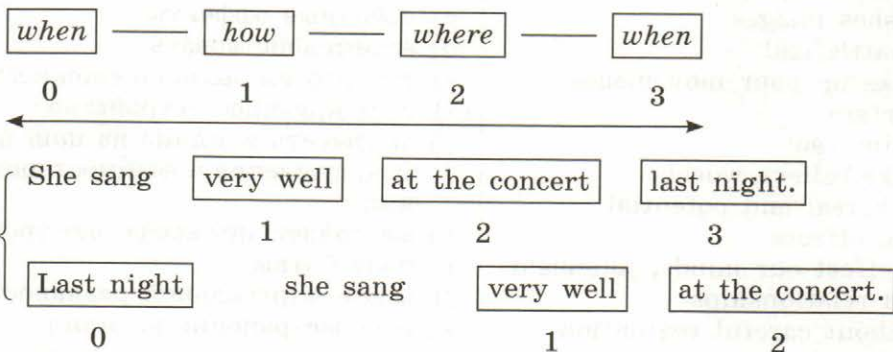 when how where when
0 1 2 3
She sang very well at the concert last night.
1 2 3
Last night she sang very well at the concert.
0 1 2